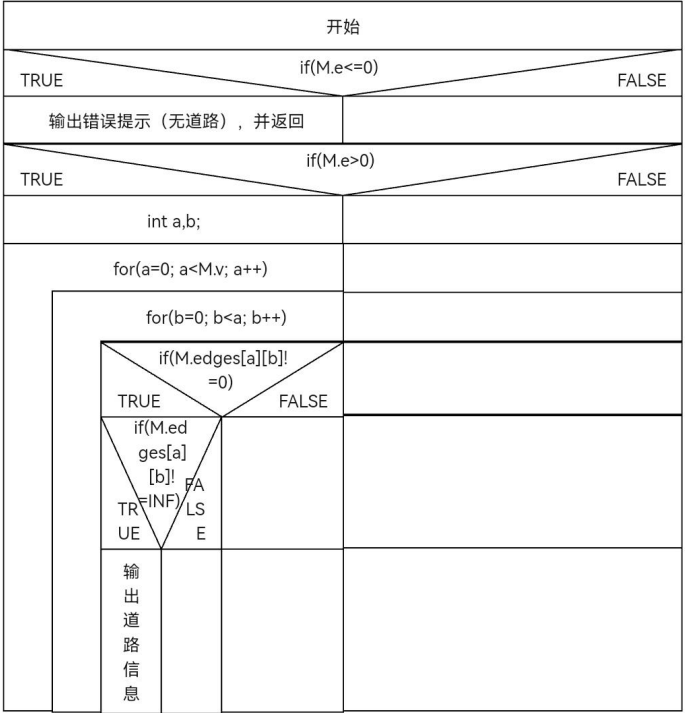 开始
if(M.e<=0)
TRUE
FALSE
输出错误提示（无道路），并返回
if(M.e>0)
TRUE
FALSE
int a,b;
for(a=0; a<M.v; a++)
for(b=0; b<a; b++)
if(M.edges[a][b]!
=0)
TRUE
FALSE
if(M.ed
ges[a]
[b]!
=INF)
TR
UE
FA
LS
E
输
出
道
路
信
息